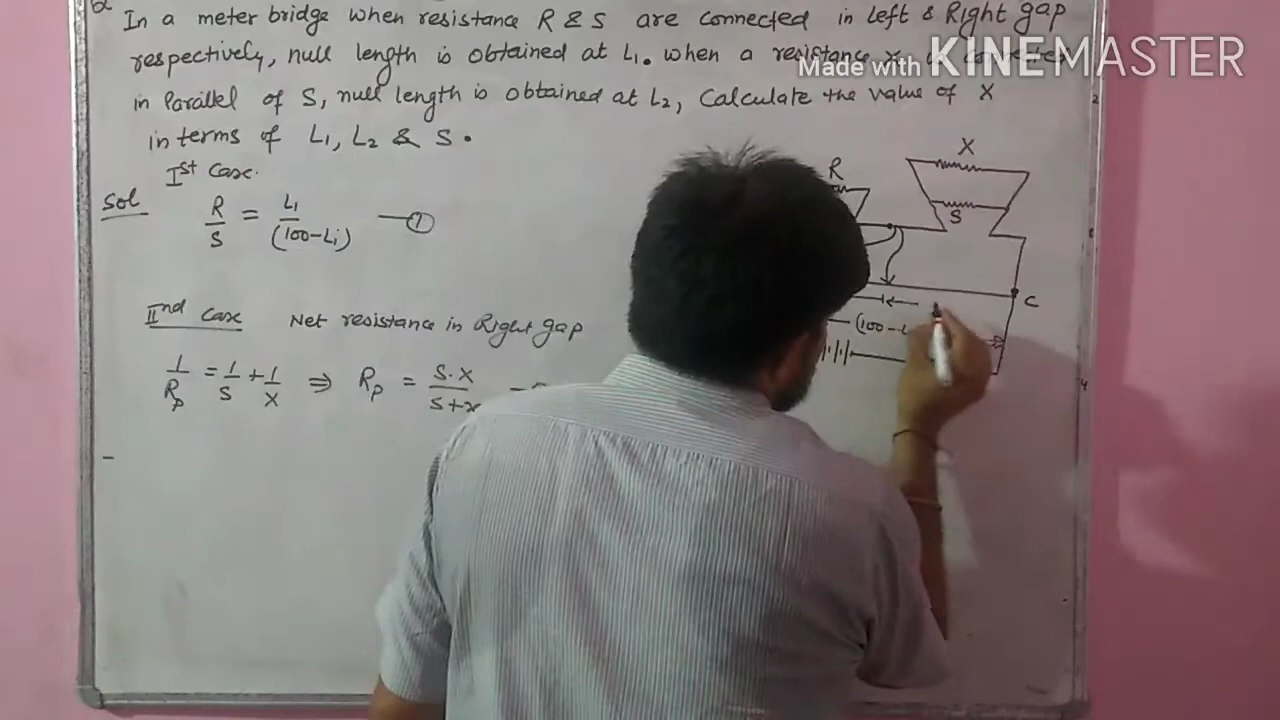 Q In a meter bridge when resistance R & S are connected in Left & Right gap
respectively, null length is obtained at L1. when a resistance
in Parallel of S, null length is obtained at L2, Calculate the value of X
in terms of L1, L2 & S.
Made with KINEMASTER
Ist Case.
Sol
R/S = L1/(100-L1) — 1
IInd Case Net resistance in Right gap
1/Rp = 1/S + 1/X ⇒ Rp = S.X/S+x
X
R
S
C
(100-L